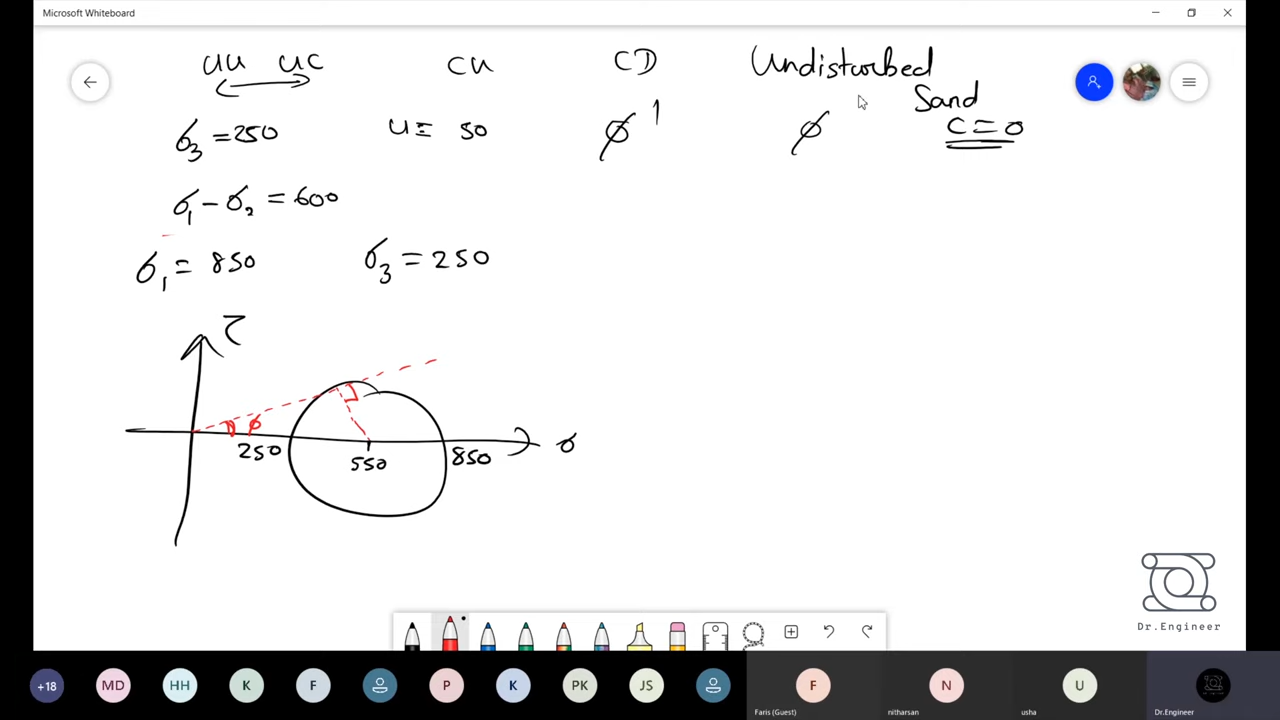 Microsoft Whiteboard
UU UC CU CD Undisturbed
Sand
σ3 = 250 U = 50 φ' φ C = 0
σ1 - σ2 = 600
σ1 = 850 σ3 = 250
τ
φ
250 550 850 σ
Dr.Engineer
+18 MD HH K F P K PK JS F N U
Faris (Guest) nitharsan usha Dr.Engineer